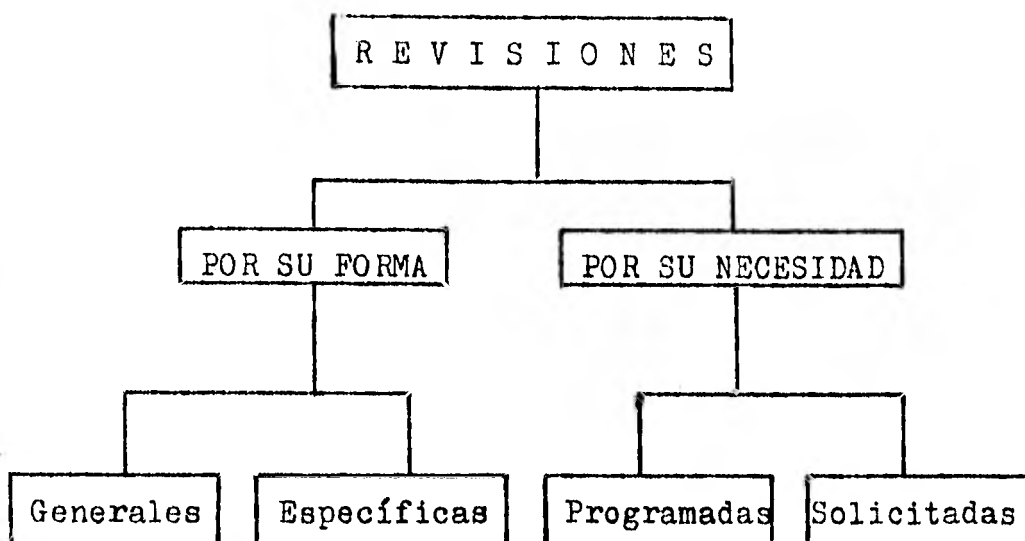 R E V I S I O N E S
POR SU FORMA
POR SU NECESIDAD
Generales
Específicas
Programadas
Solicitadas